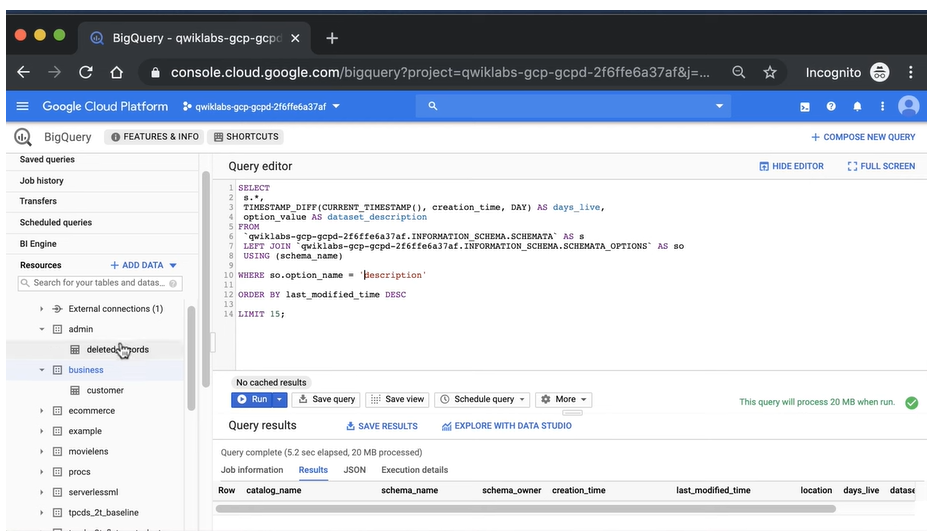 BigQuery - qwiklabs-gcp-gcpd
console.cloud.google.com/bigquery?project=qwiklabs-gcp-gcpd-2f6ffe6a37af&j=...
Incognito
Google Cloud Platform
qwiklabs-gcp-gcpd-2f6ffe6a37af
BigQuery
FEATURES & INFO
SHORTCUTS
+ COMPOSE NEW QUERY
Saved queries
Job history
Transfers
Scheduled queries
BI Engine
Resources
+ ADD DATA
Search for your tables and datas...
External connections (1)
admin
business
customer
ecommerce
example
movielens
procs
serverlessml
tpcds_2t_baseline
Query editor
HIDE EDITOR
FULL SCREEN
1 SELECT
2 s.*,
3 TIMESTAMP_DIFF(CURRENT_TIMESTAMP(), creation_time, DAY) AS days_live,
4 option_value AS dataset_description
5 FROM
6 `qwiklabs-gcp-gcpd-2f6ffe6a37af.INFORMATION_SCHEMA.SCHEMATA` AS s
7 LEFT JOIN `qwiklabs-gcp-gcpd-2f6ffe6a37af.INFORMATION_SCHEMA.SCHEMATA_OPTIONS` AS so
8 USING (schema_name)
9
10 WHERE so.option_name = 'description'
11
12 ORDER BY last_modified_time DESC
13
14 LIMIT 15;
No cached results
Run
Save query
Save view
Schedule query
More
This query will process 20 MB when run.
Query results
SAVE RESULTS
EXPLORE WITH DATA STUDIO
Query complete (5.2 sec elapsed, 20 MB processed)
Job information
Results
JSON
Execution details
Row
catalog_name
schema_name
schema_owner
creation_time
last_modified_time
location
days_live
datase